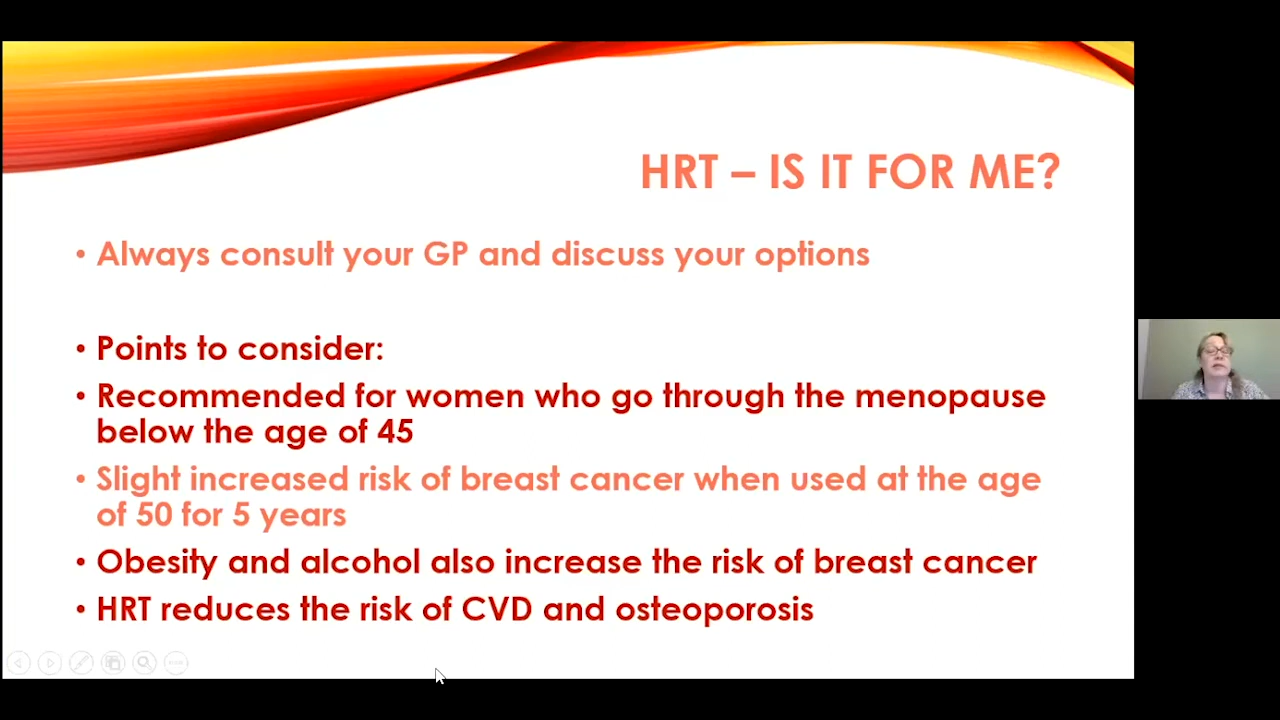 HRT – IS IT FOR ME?
• Always consult your GP and discuss your options
• Points to consider:
• Recommended for women who go through the menopause
below the age of 45
• Slight increased risk of breast cancer when used at the age
of 50 for 5 years
• Obesity and alcohol also increase the risk of breast cancer
• HRT reduces the risk of CVD and osteoporosis